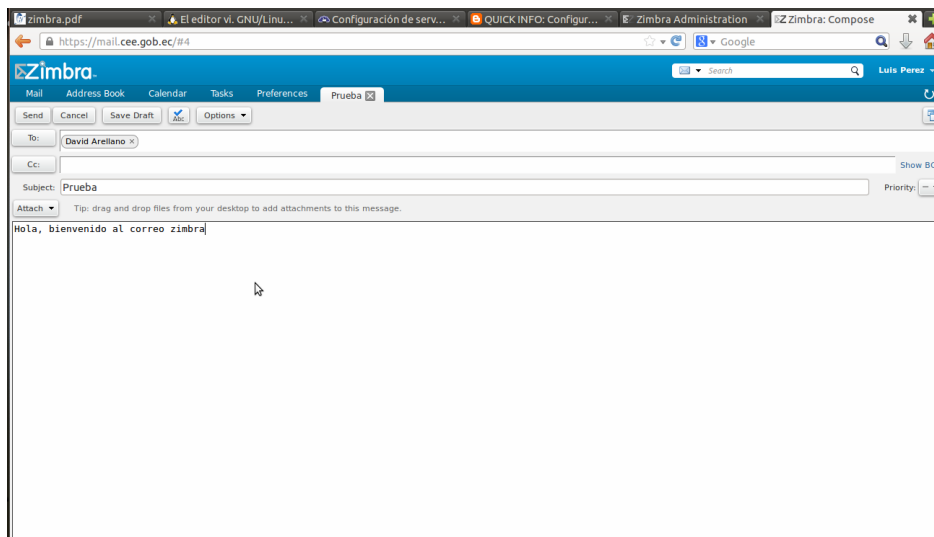 zimbra.pdf El editor vi. GNU/Linu... Configuración de serv... QUICK INFO: Configur... Zimbra Administration Zimbra: Compose
https://mail.cee.gob.ec/#4 Google
Zimbra Search Luis Perez
Mail Address Book Calendar Tasks Preferences Prueba
Send Cancel Save Draft Abc Options
To: David Arellano
Cc: Show BC
Subject: Prueba Priority:
Attach Tip: drag and drop files from your desktop to add attachments to this message.
Hola, bienvenido al correo zimbra